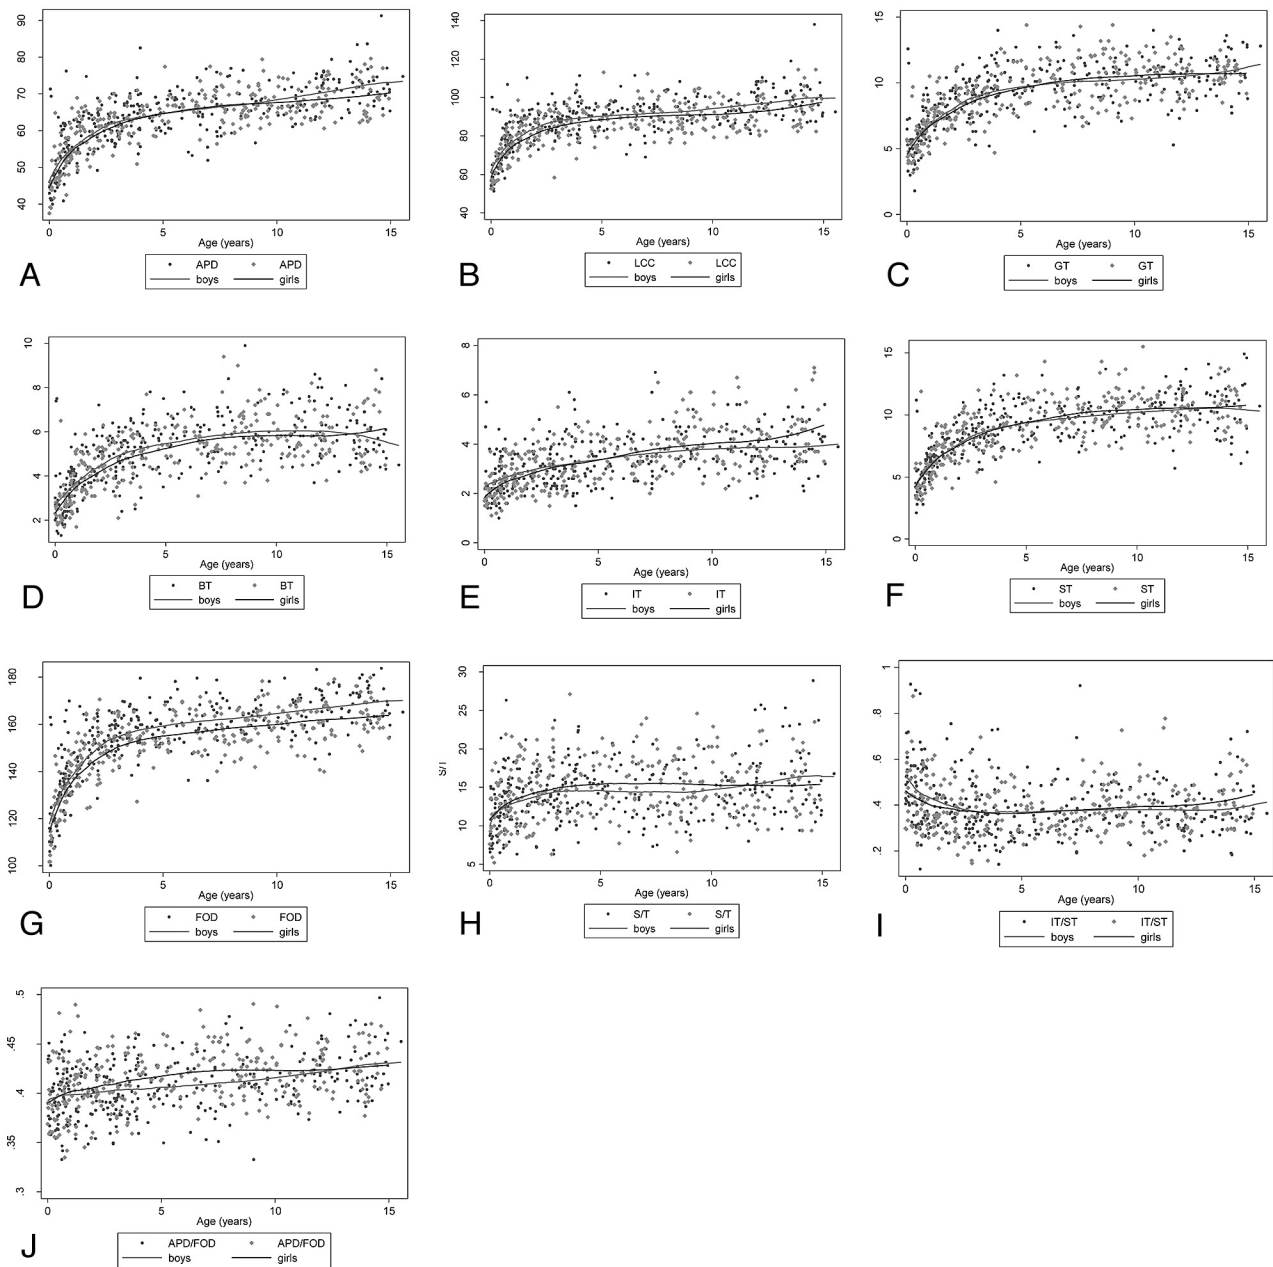 90
80
70
60
50
40
0 5 10 15
Age (years)
APD APD
boys girls
A
140
120
100
80
60
40
0 5 10 15
Age (years)
LCC LCC
boys girls
B
15
10
5
0
0 5 10 15
Age (years)
GT GT
boys girls
C
10
8
6
4
2
0 5 10 15
Age (years)
BT BT
boys girls
D
8
6
4
2
0
0 5 10 15
Age (years)
IT IT
boys girls
E
15
10
5
0
0 5 10 15
Age (years)
ST ST
boys girls
F
180
160
140
120
100
0 5 10 15
Age (years)
FOD FOD
boys girls
G
S/T
30
25
20
15
10
5
0 5 10 15
Age (years)
S/T S/T
boys girls
H
1
.8
.6
.4
.2
0 5 10 15
Age (years)
IT/ST IT/ST
boys girls
I
.5
.45
.4
.35
.3
0 5 10 15
Age (years)
APD/FOD APD/FOD
boys girls
J